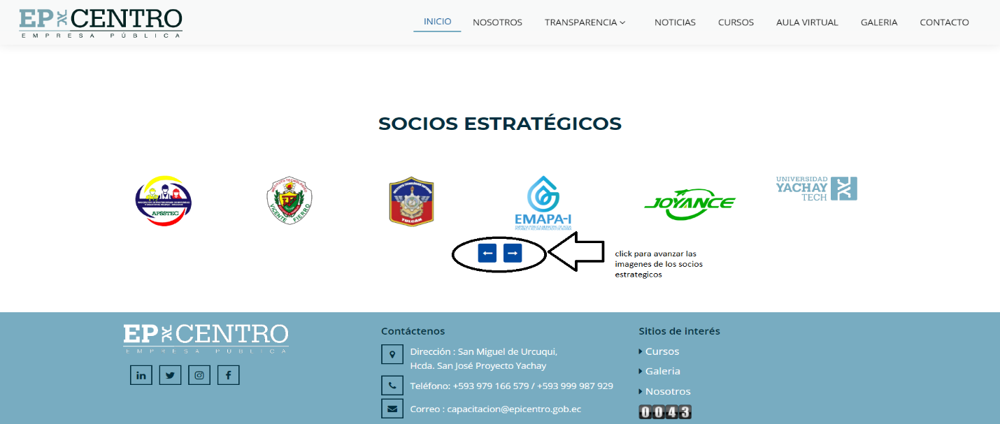 EP CENTRO
EMPRESA PÚBLICA
INICIO NOSOTROS TRANSPARENCIA NOTICIAS CURSOS AULA VIRTUAL GALERIA CONTACTO
SOCIOS ESTRATÉGICOS
APSSTEC
INSTITUTO TECNOLOGICO
VICENTE FIERRO
TULCAN
EMAPA-I
JOYANCE
UNIVERSIDAD
YACHAY
TECH
click para avanzar las
imagenes de los socios
estrategicos
EP CENTRO
EMPRESA PÚBLICA
Contáctenos
Dirección : San Miguel de Urcuqui,
Hcda. San José Proyecto Yachay
Teléfono: +593 979 166 579 / +593 999 987 929
Correo : capacitacion@epicentro.gob.ec
Sitios de interés
Cursos
Galeria
Nosotros
0043